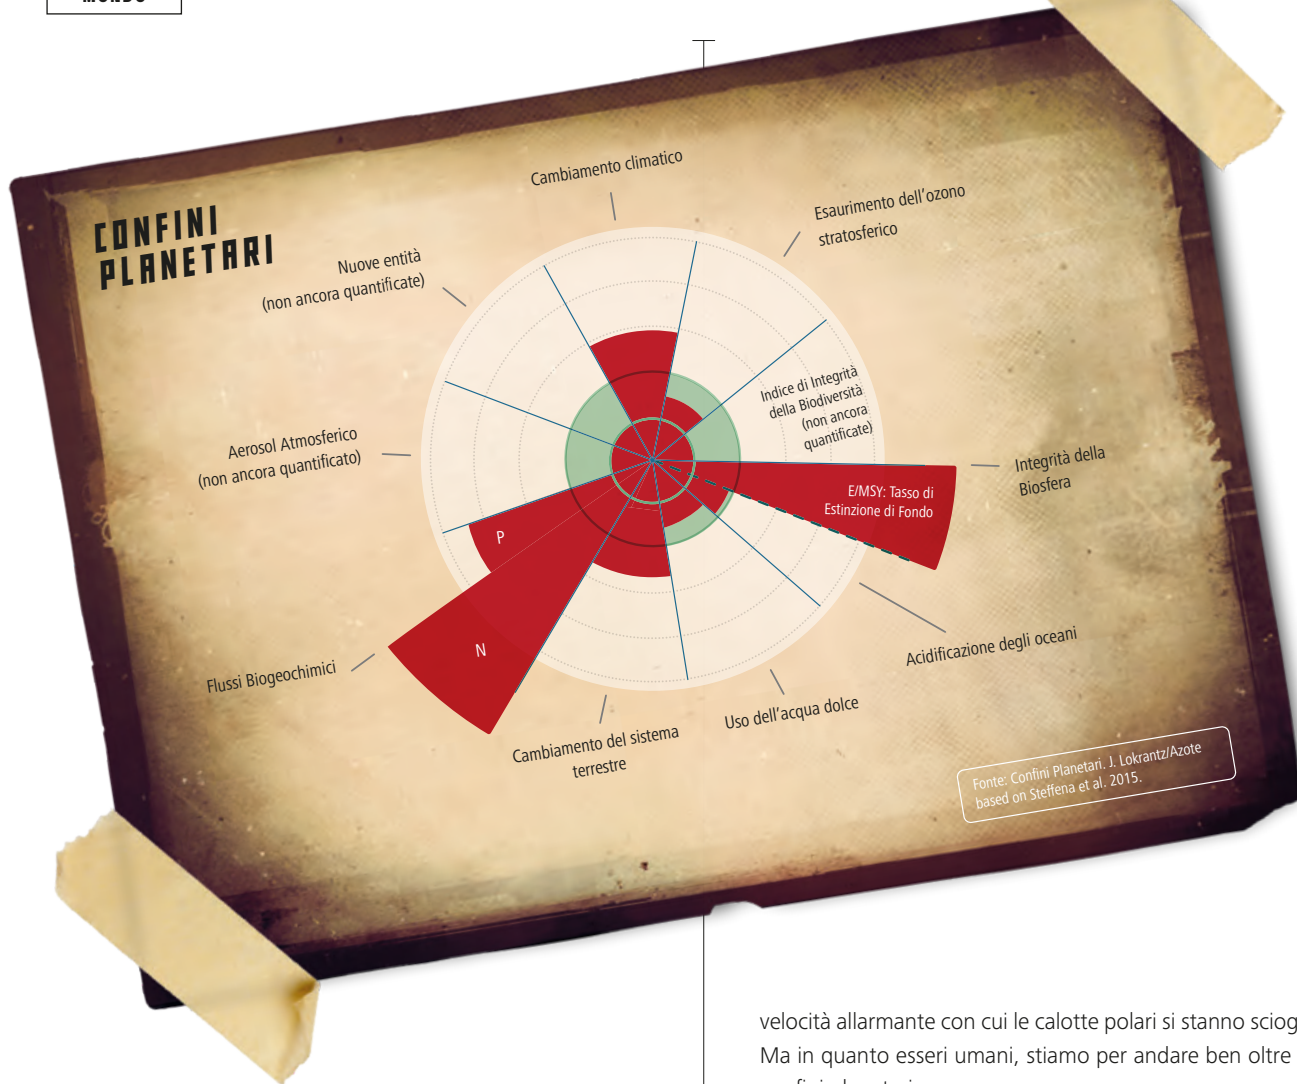 MONDO
CONFINI
PLANETARI
Cambiamento climatico
Esaurimento dell'ozono
stratosferico
Nuove entità
(non ancora quantificate)
Indice di Integrità
della Biodiversità
(non ancora
quantificate)
Aerosol Atmosferico
(non ancora quantificato)
Integrità della
Biosfera
E/MSY: Tasso di
Estinzione di Fondo
P
N
Acidificazione degli oceani
Flussi Biogeochimici
Uso dell'acqua dolce
Cambiamento del sistema
terrestre
Fonte: Confini Planetari. J. Lokrantz/Azote
based on Steffena et al. 2015.
velocità allarmante con cui le calotte polari si stanno sciog
Ma in quanto esseri umani, stiamo per andare ben oltre